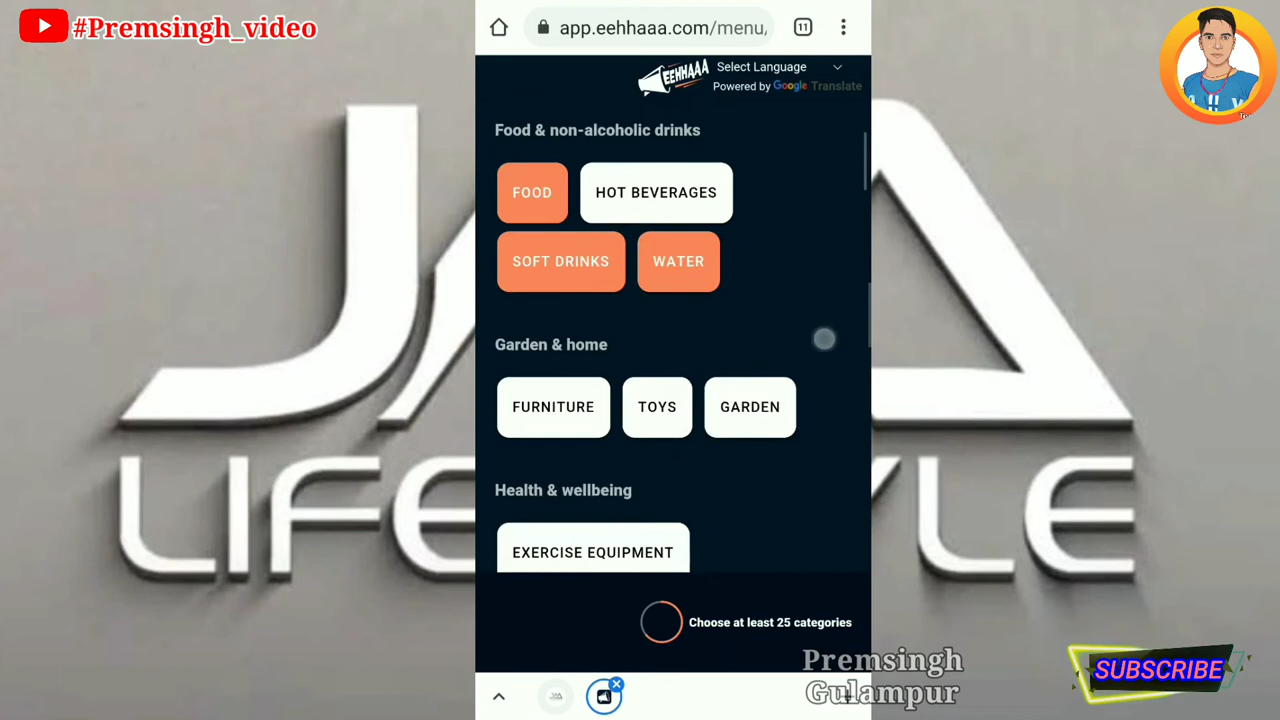 #Premsingh_video
app.eehhaaa.com/menu/
11
EEHHAAA
Select Language
Powered by Google Translate
Food & non-alcoholic drinks
FOOD
HOT BEVERAGES
SOFT DRINKS
WATER
Garden & home
FURNITURE
TOYS
GARDEN
Health & wellbeing
EXERCISE EQUIPMENT
Choose at least 25 categories
Premsingh
Gulampur
SUBSCRIBE